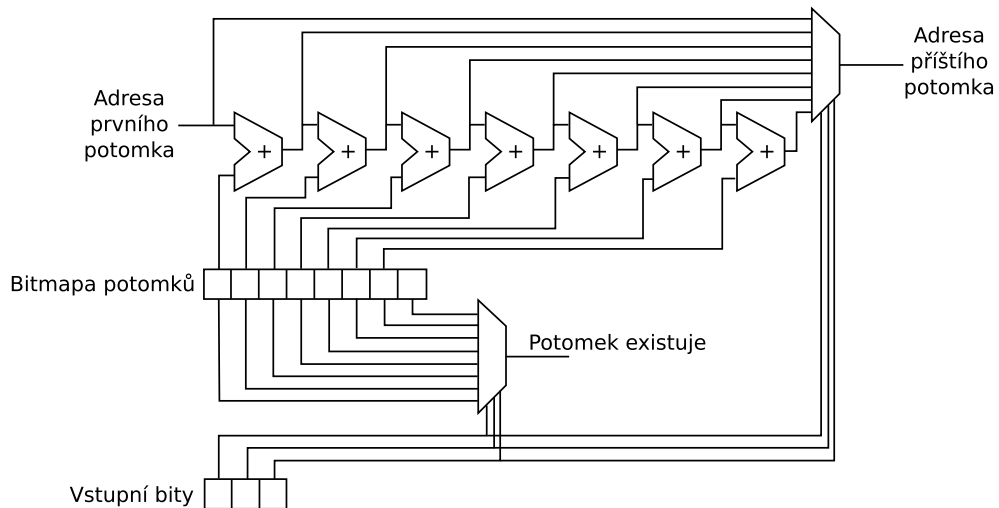 Adresa
příštího
potomka
Adresa
prvního
potomka
+ + + + + + +
Bitmapa potomků
Potomek existuje
Vstupní bity